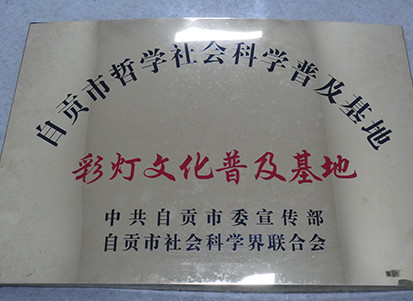 自贡市哲学社会科学普及基地
彩灯文化普及基地
中共自贡市委宣传部
自贡市社会科学界联合会